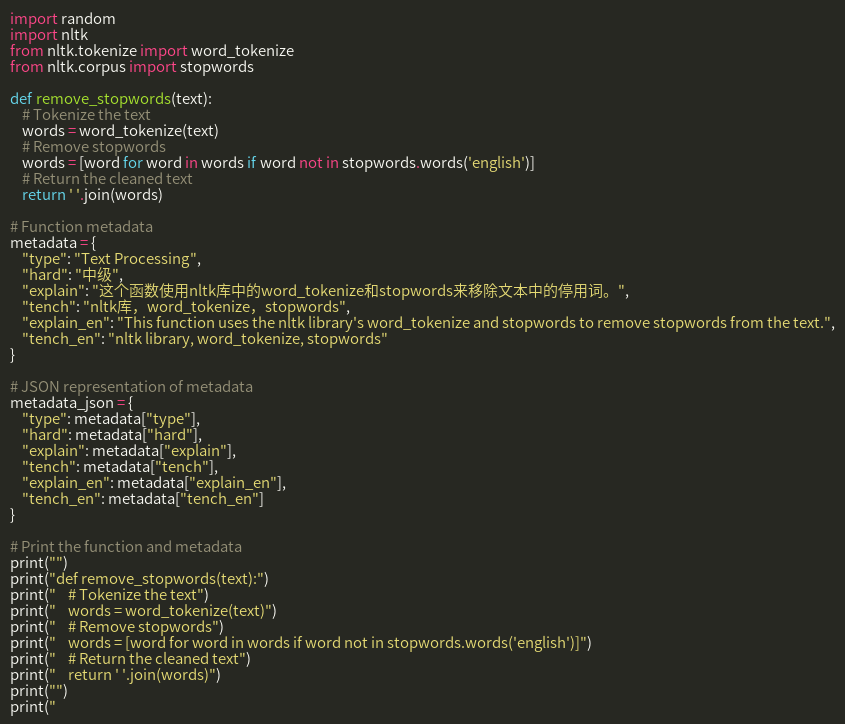 import random
import nltk
from nltk.tokenize import word_tokenize
from nltk.corpus import stopwords

def remove_stopwords(text):
    # Tokenize the text
    words = word_tokenize(text)
    # Remove stopwords
    words = [word for word in words if word not in stopwords.words('english')]
    # Return the cleaned text
    return ' '.join(words)

# Function metadata
metadata = {
    "type": "Text Processing",
    "hard": "中级",
    "explain": "这个函数使用nltk库中的word_tokenize和stopwords来移除文本中的停用词。",
    "tench": "nltk库，word_tokenize，stopwords",
    "explain_en": "This function uses the nltk library's word_tokenize and stopwords to remove stopwords from the text.",
    "tench_en": "nltk library, word_tokenize, stopwords"
}

# JSON representation of metadata
metadata_json = {
    "type": metadata["type"],
    "hard": metadata["hard"],
    "explain": metadata["explain"],
    "tench": metadata["tench"],
    "explain_en": metadata["explain_en"],
    "tench_en": metadata["tench_en"]
}

# Print the function and metadata
print("")
print("def remove_stopwords(text):")
print("    # Tokenize the text")
print("    words = word_tokenize(text)")
print("    # Remove stopwords")
print("    words = [word for word in words if word not in stopwords.words('english')]")
print("    # Return the cleaned text")
print("    return ' '.join(words)")
print("")
print("